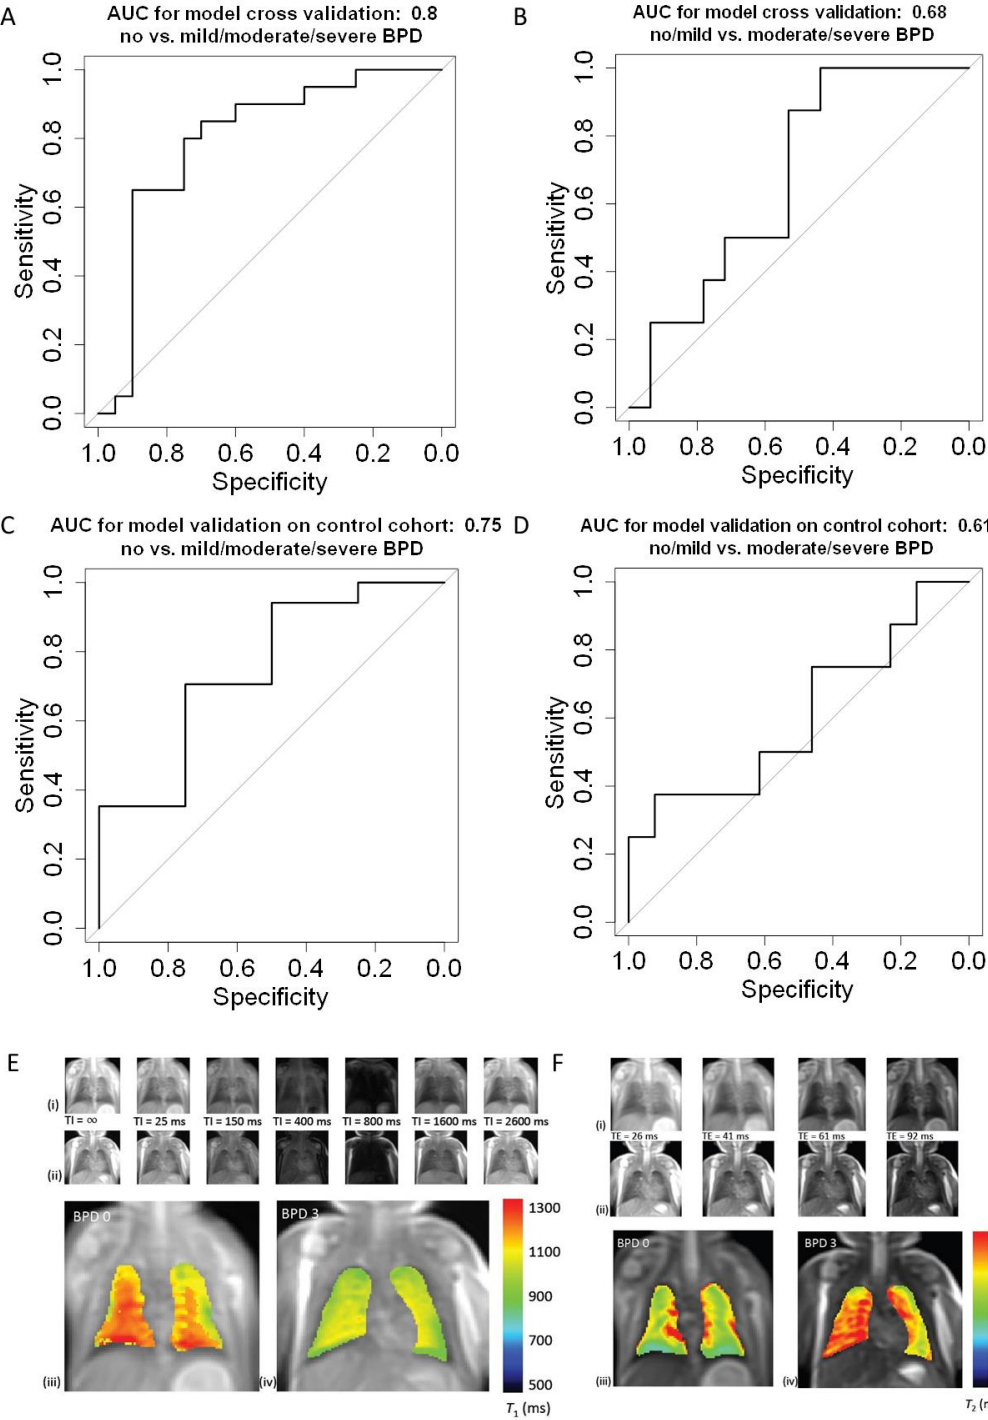 A
AUC for model cross validation: 0.8
no vs. mild/moderate/severe BPD
Sensitivity
0.0 0.2 0.4 0.6 0.8 1.0
1.0 0.8 0.6 0.4 0.2 0.0
Specificity
B
AUC for model cross validation: 0.68
no/mild vs. moderate/severe BPD
Sensitivity
0.0 0.2 0.4 0.6 0.8 1.0
1.0 0.8 0.6 0.4 0.2 0.0
Specificity
C
AUC for model validation on control cohort: 0.75
no vs. mild/moderate/severe BPD
Sensitivity
0.0 0.2 0.4 0.6 0.8 1.0
1.0 0.8 0.6 0.4 0.2 0.0
Specificity
D
AUC for model validation on control cohort: 0.61
no/mild vs. moderate/severe BPD
Sensitivity
0.0 0.2 0.4 0.6 0.8 1.0
1.0 0.8 0.6 0.4 0.2 0.0
Specificity
E
(i)
TI = ∞ TI = 25 ms TI = 150 ms TI = 400 ms TI = 800 ms TI = 1600 ms TI = 2600 ms
(ii)
BPD 0
(iii)
BPD 3
(iv)
1300
1100
900
700
500
T1 (ms)
F
(i)
TE = 26 ms TE = 41 ms TE = 61 ms TE = 92 ms
(ii)
BPD 0
(iii)
BPD 3
(iv)
T2